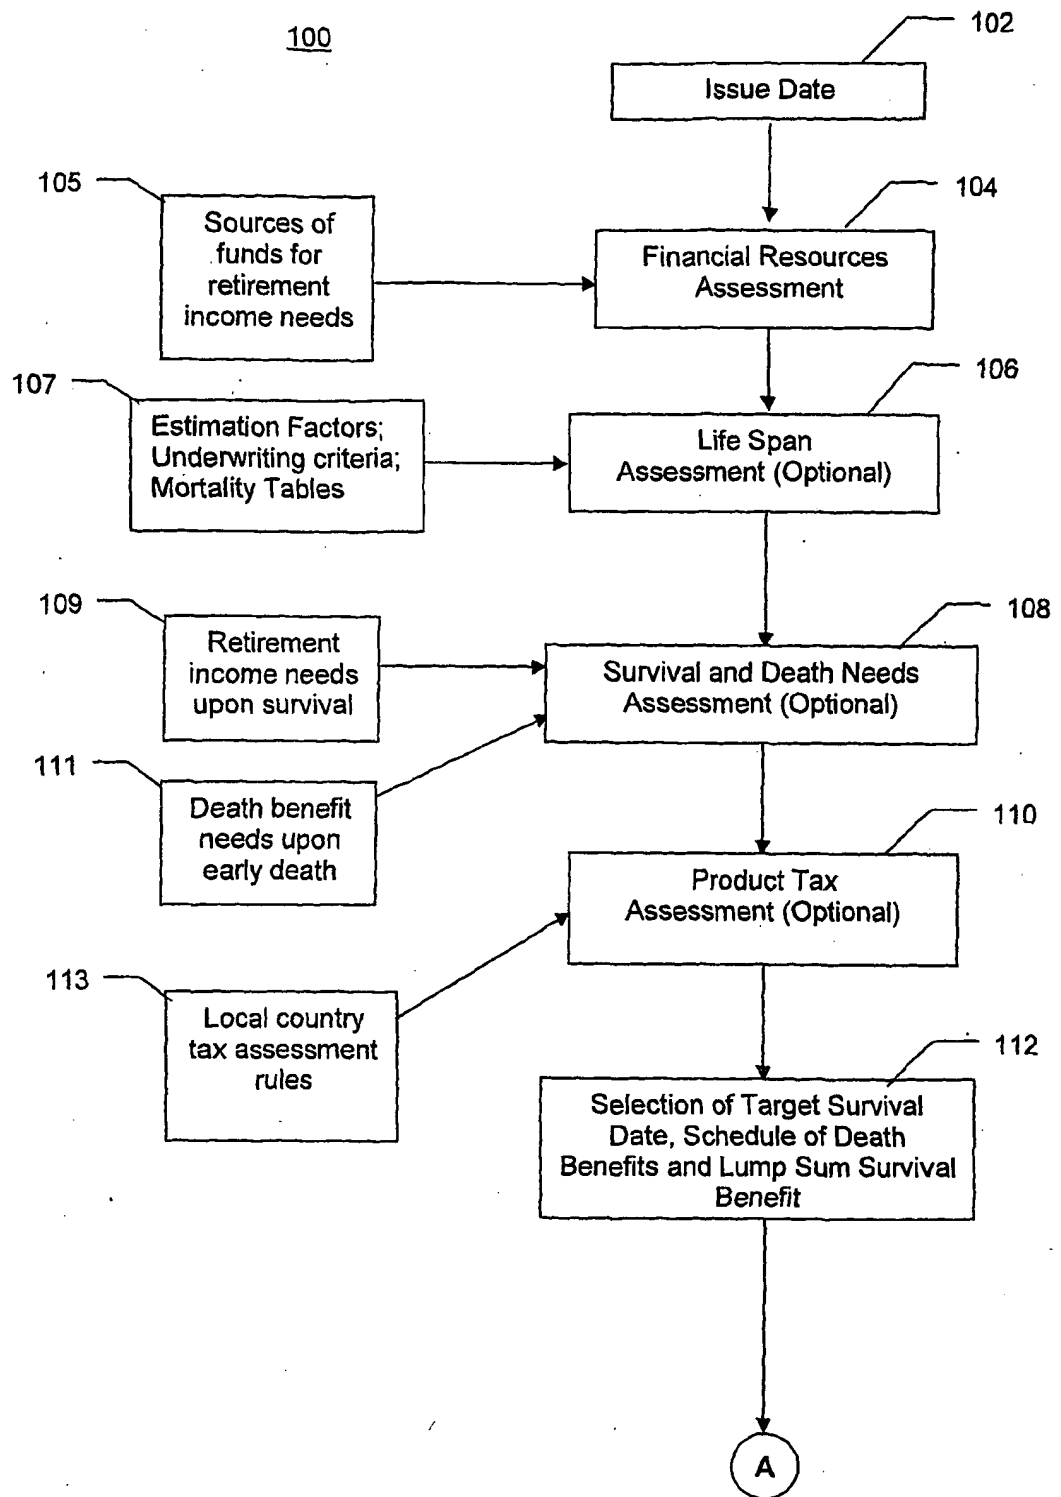 100
102
Issue Date
105
Sources of
funds for
retirement
income needs
104
Financial Resources
Assessment
107
Estimation Factors;
Underwriting criteria;
Mortality Tables
106
Life Span
Assessment (Optional)
109
Retirement
income needs
upon survival
108
Survival and Death Needs
Assessment (Optional)
111
Death benefit
needs upon
early death
110
Product Tax
Assessment (Optional)
113
Local country
tax assessment
rules
112
Selection of Target Survival
Date, Schedule of Death
Benefits and Lump Sum Survival
Benefit
A